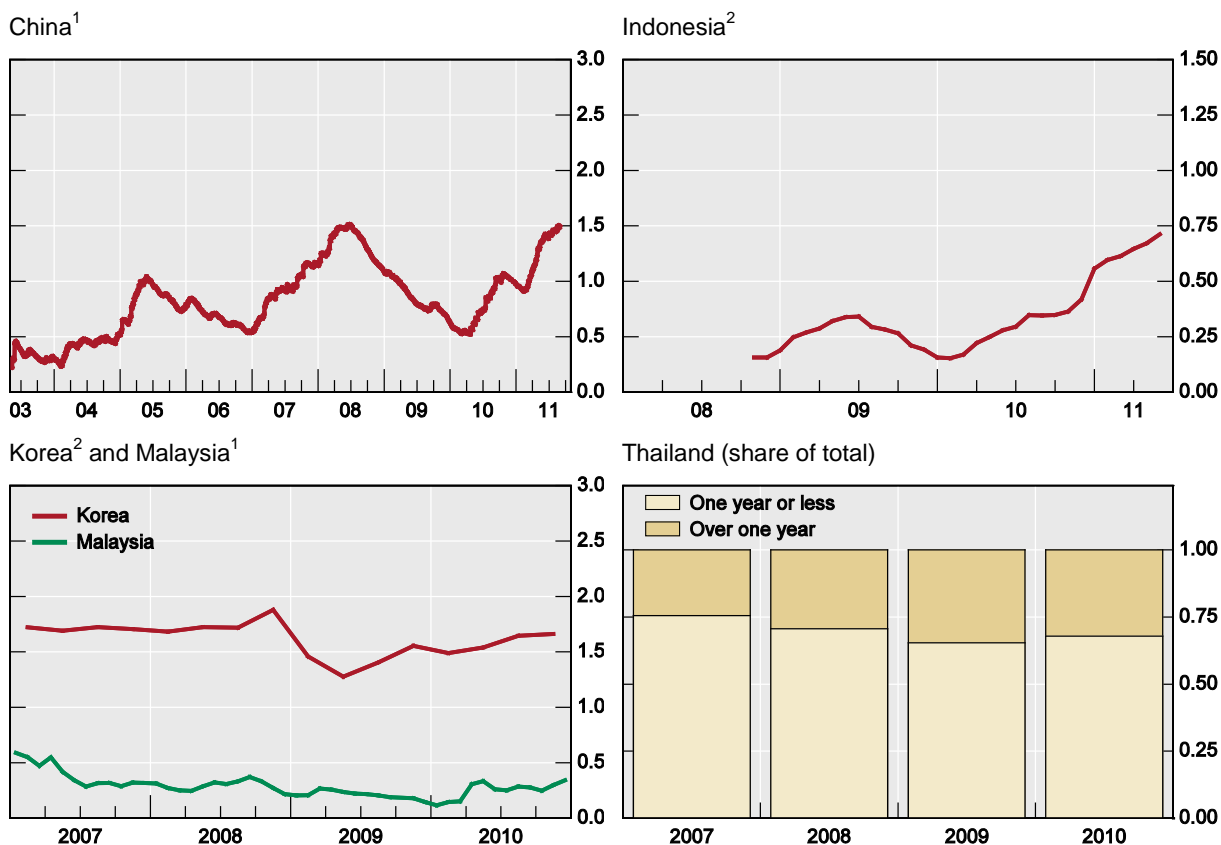 China¹
3.0
2.5
2.0
1.5
1.0
0.5
0.0
03 04 05 06 07 08 09 10 11
Indonesia²
1.50
1.25
1.00
0.75
0.50
0.25
0.00
08 09 10 11
Korea² and Malaysia¹
Korea
Malaysia
3.0
2.5
2.0
1.5
1.0
0.5
0.0
2007 2008 2009 2010
Thailand (share of total)
One year or less
Over one year
1.00
0.75
0.50
0.25
0.00
2007 2008 2009 2010